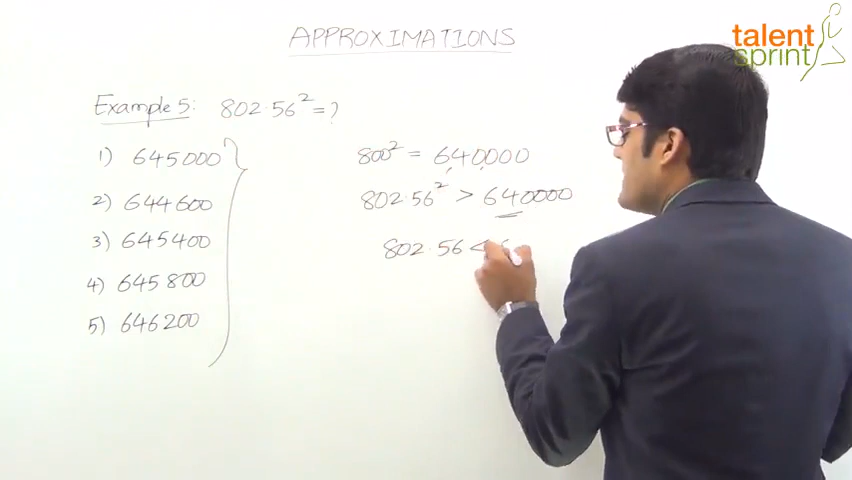 talent
sprint
APPROXIMATIONS
Example 5: 802.56² = ?
1) 645000
2) 644600
3) 645400
4) 645800
5) 646200
800² = 640000
802.56² > 640000
802.56 <